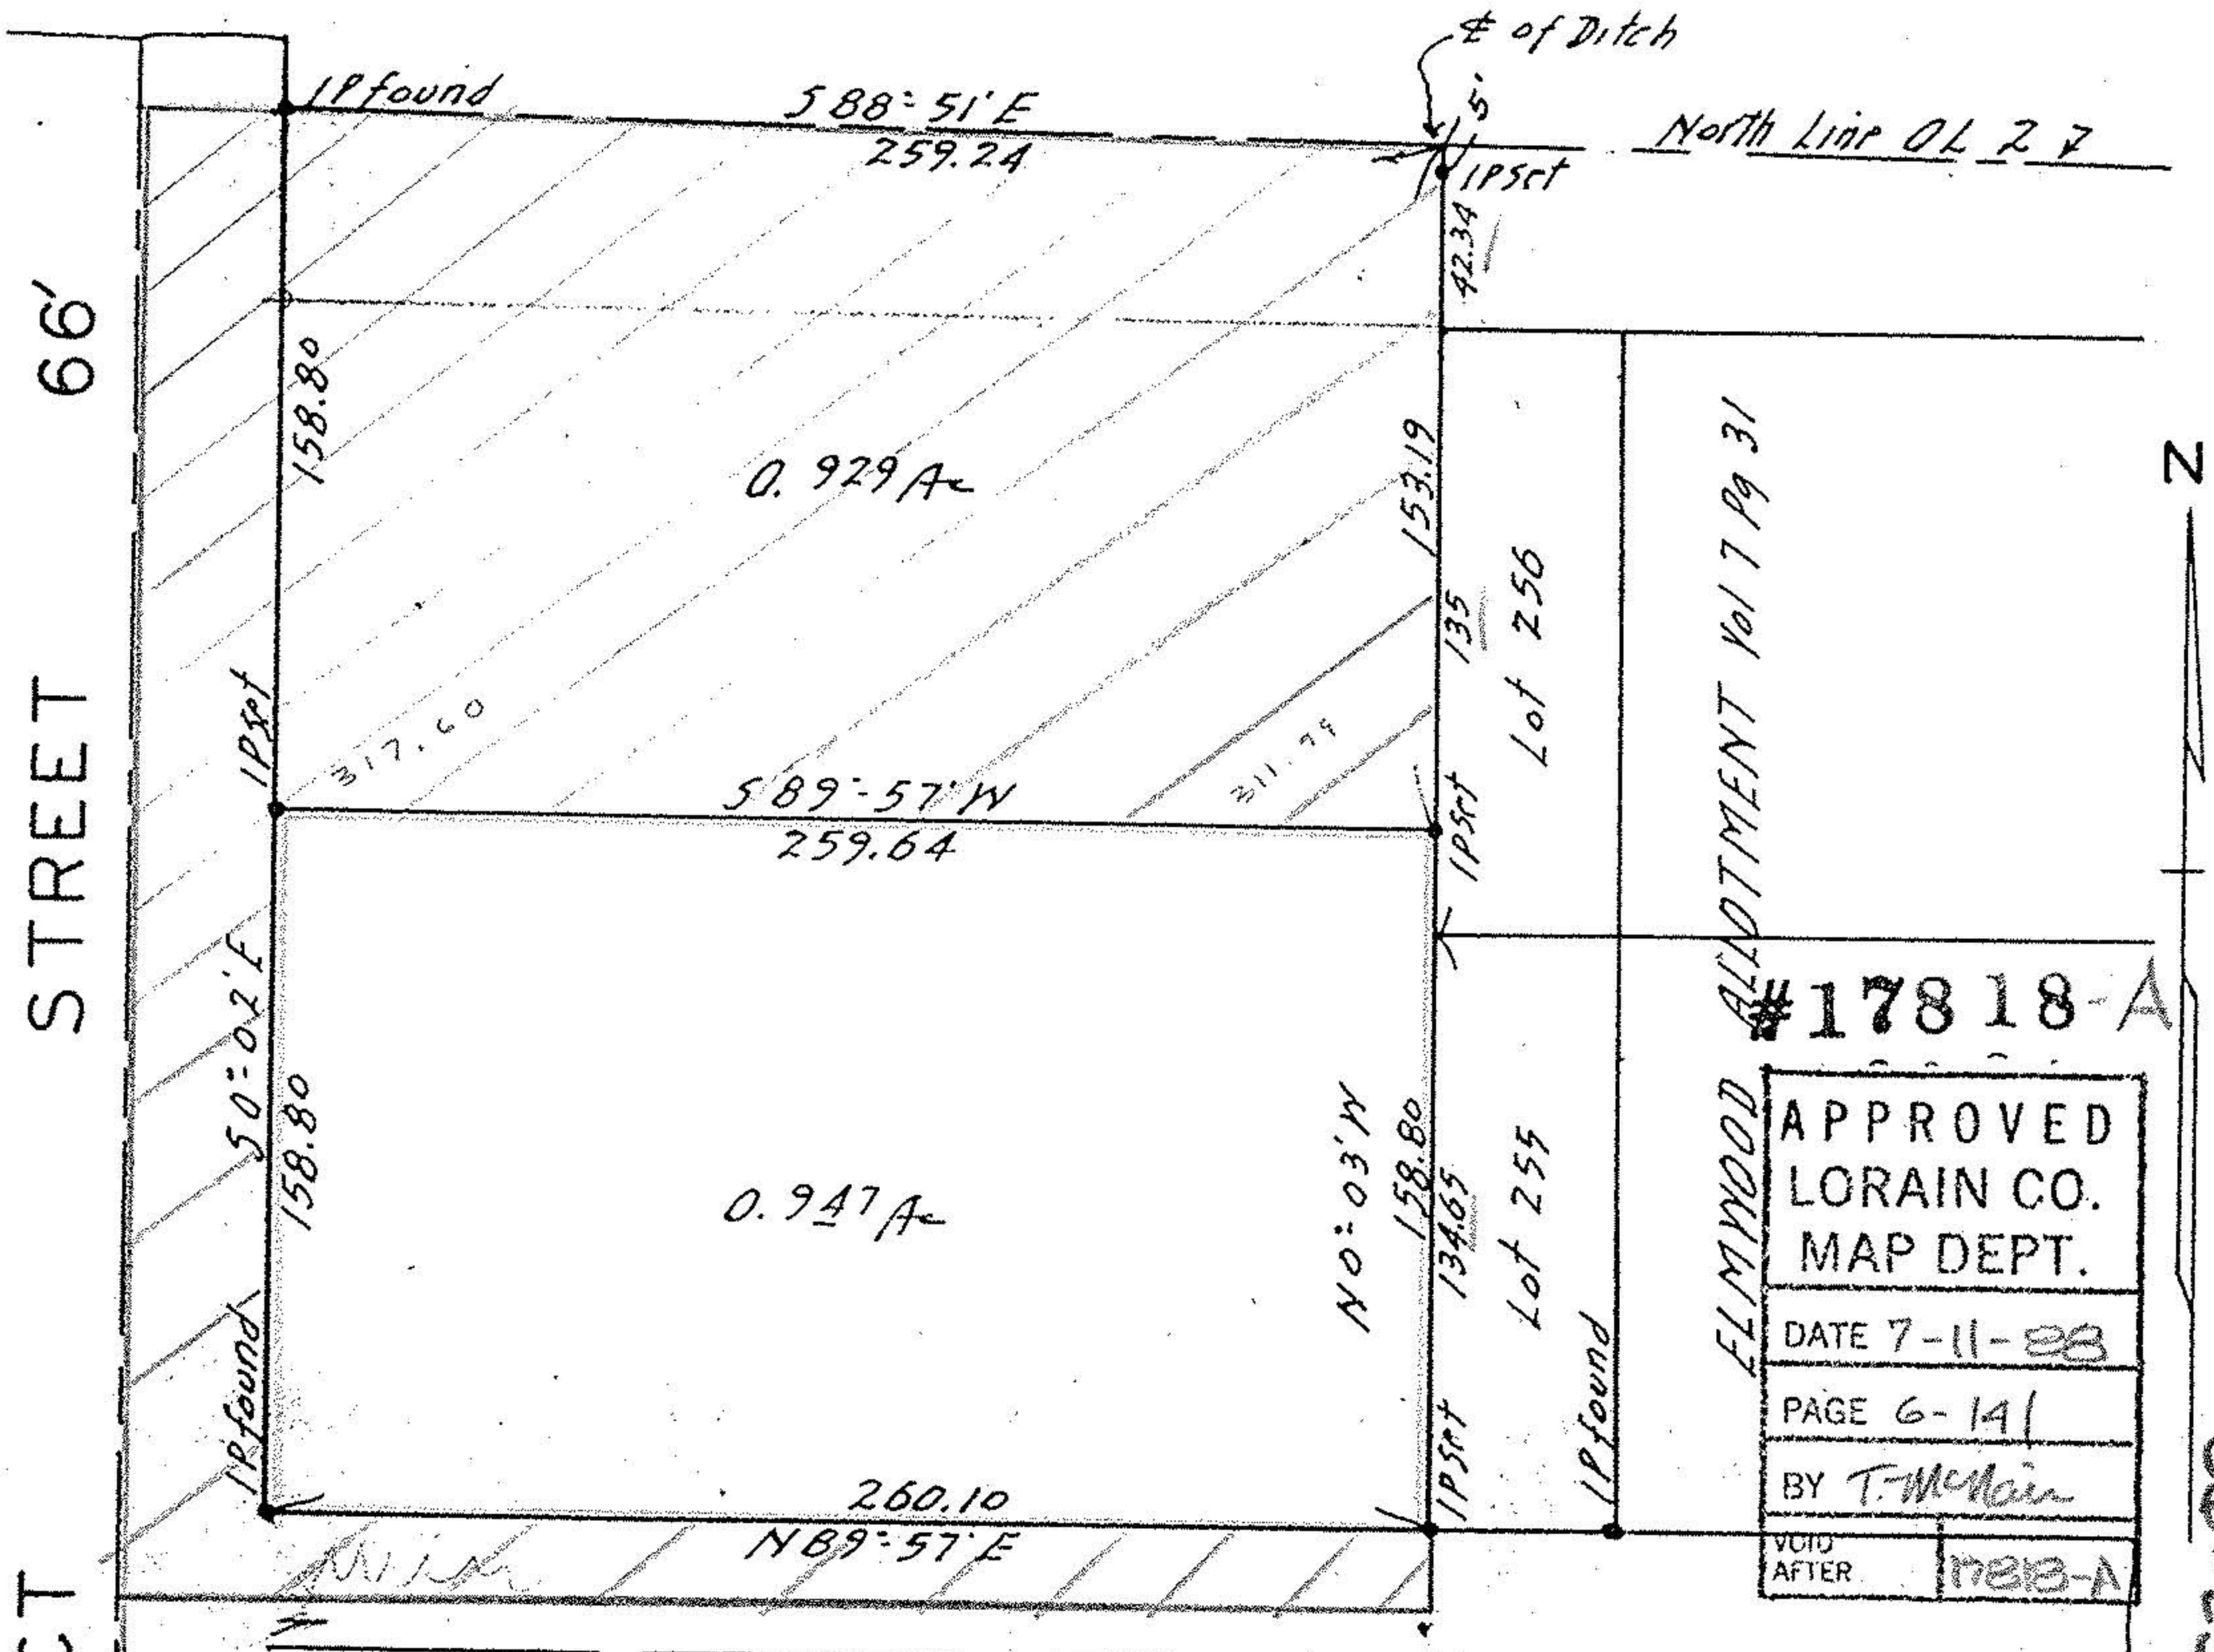 ℄ of Ditch
IP found
S 88°-51' E
259.24
5'
North Line OL 27
IP Set
42.34
STREET 66'
158.80
0.929 Ac
153.19
135
Lot 256
ELMWOOD ALLOTMENT Vol 7 Pg 31
N
IP Set
317.60
S 89°-57' W
259.64
IP Set
S 0°-02' E
158.80
0.947 Ac
N 0°-03' W
158.80
134.65
Lot 255
IP found
260.10
N 89°-57' E
IP Set
IP found
#17818-A
APPROVED
LORAIN CO.
MAP DEPT.
DATE 7-11-88
PAGE 6-141
BY T. McNair
VOID
AFTER 17818-A
CT